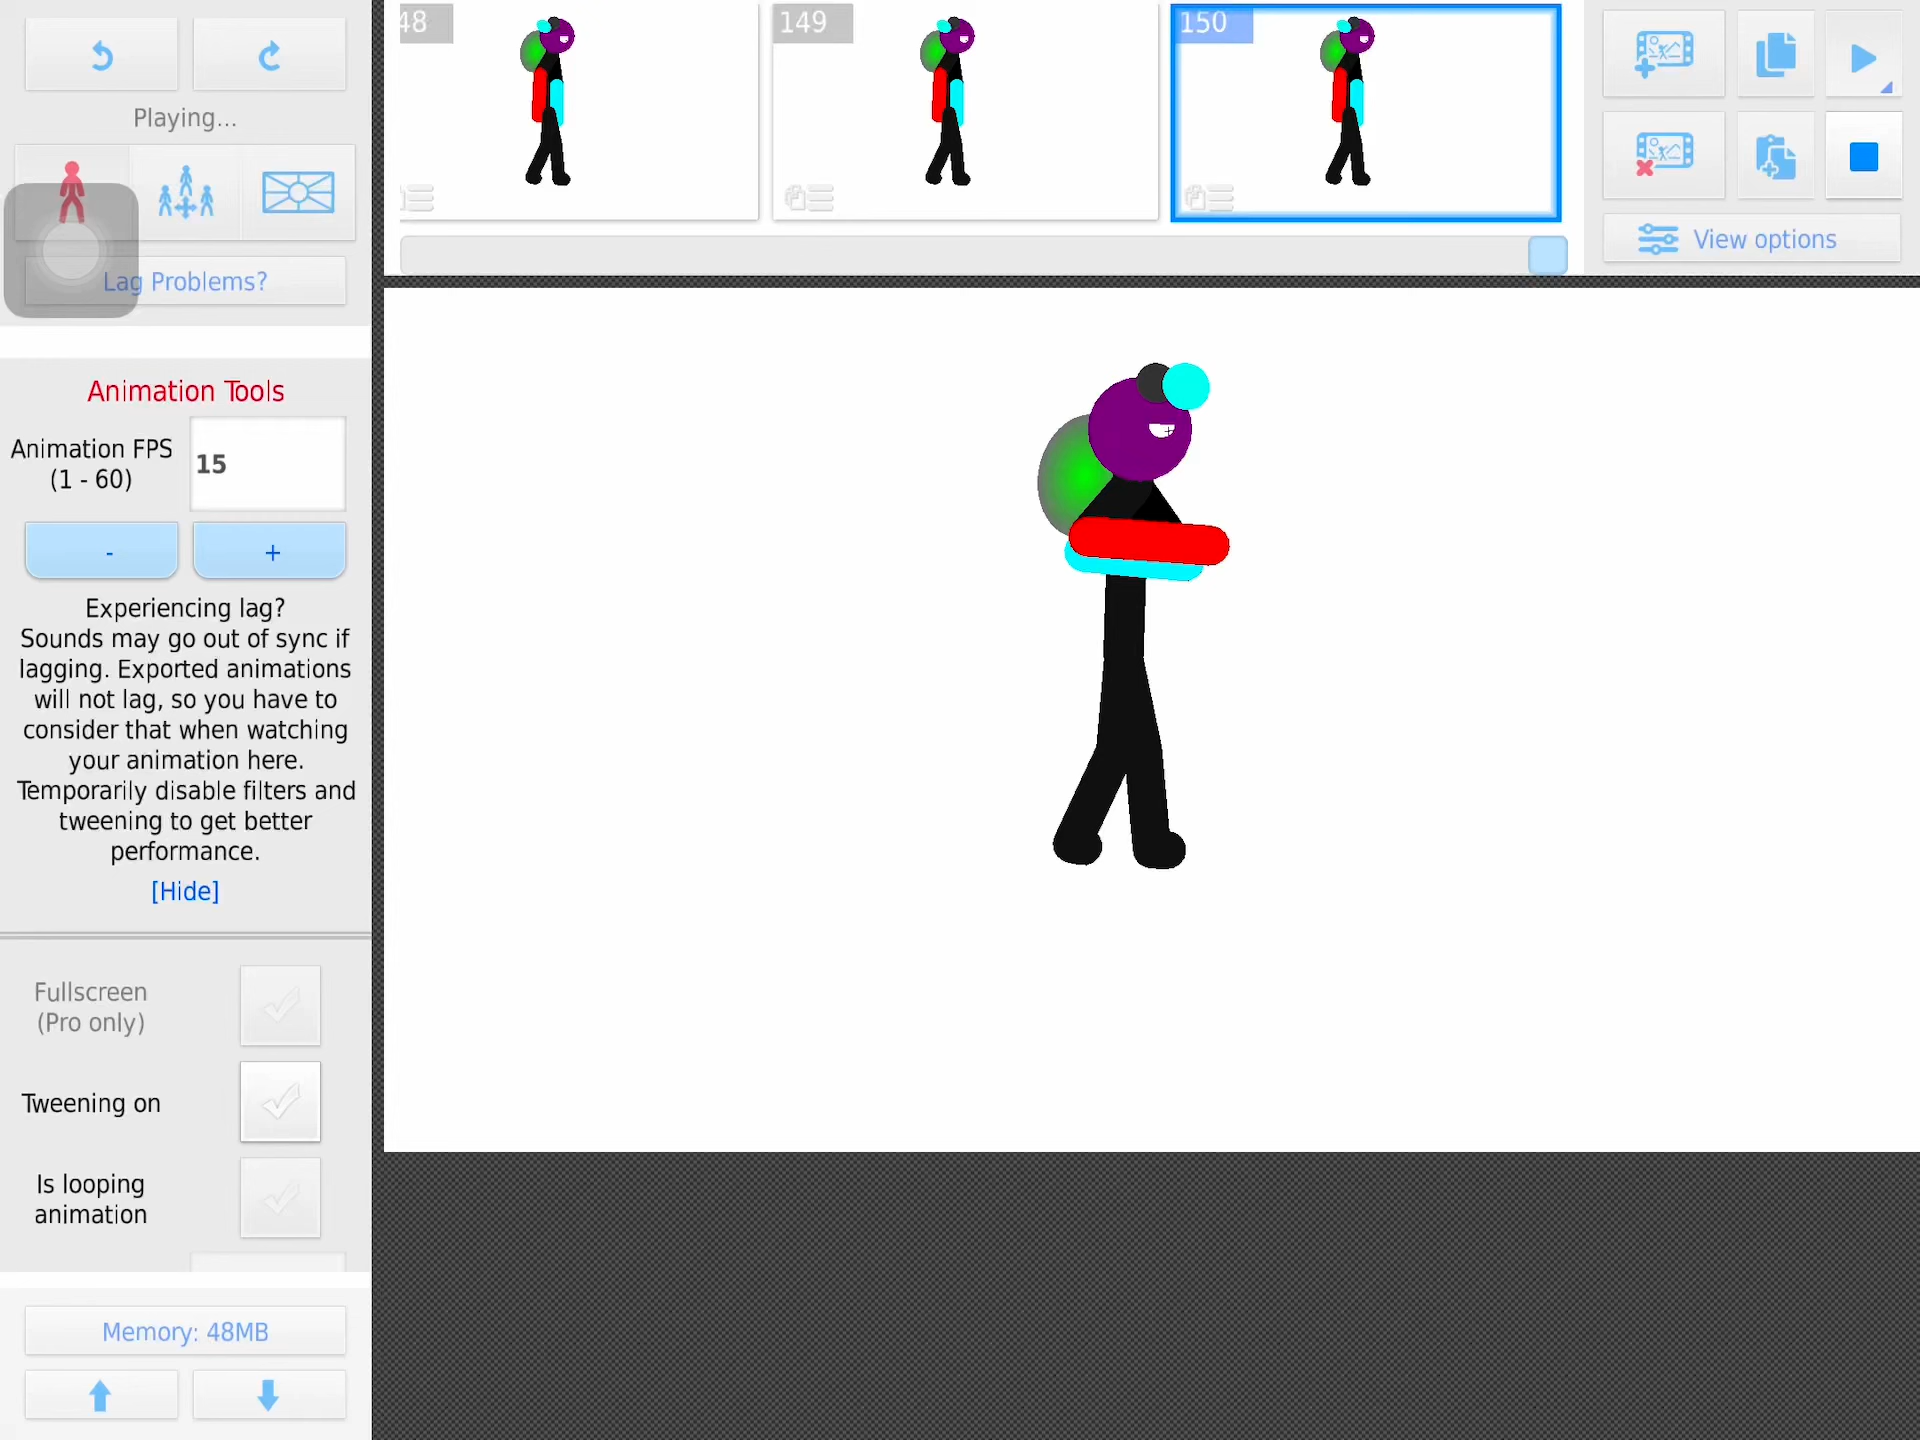 48
149
150
Playing...
Lag Problems?
View options
Animation Tools
Animation FPS
(1 - 60)
15
-
+
Experiencing lag?
Sounds may go out of sync if
lagging. Exported animations
will not lag, so you have to
consider that when watching
your animation here.
Temporarily disable filters and
tweening to get better
performance.
[Hide]
Fullscreen
(Pro only)
Tweening on
Is looping
animation
Memory: 48MB